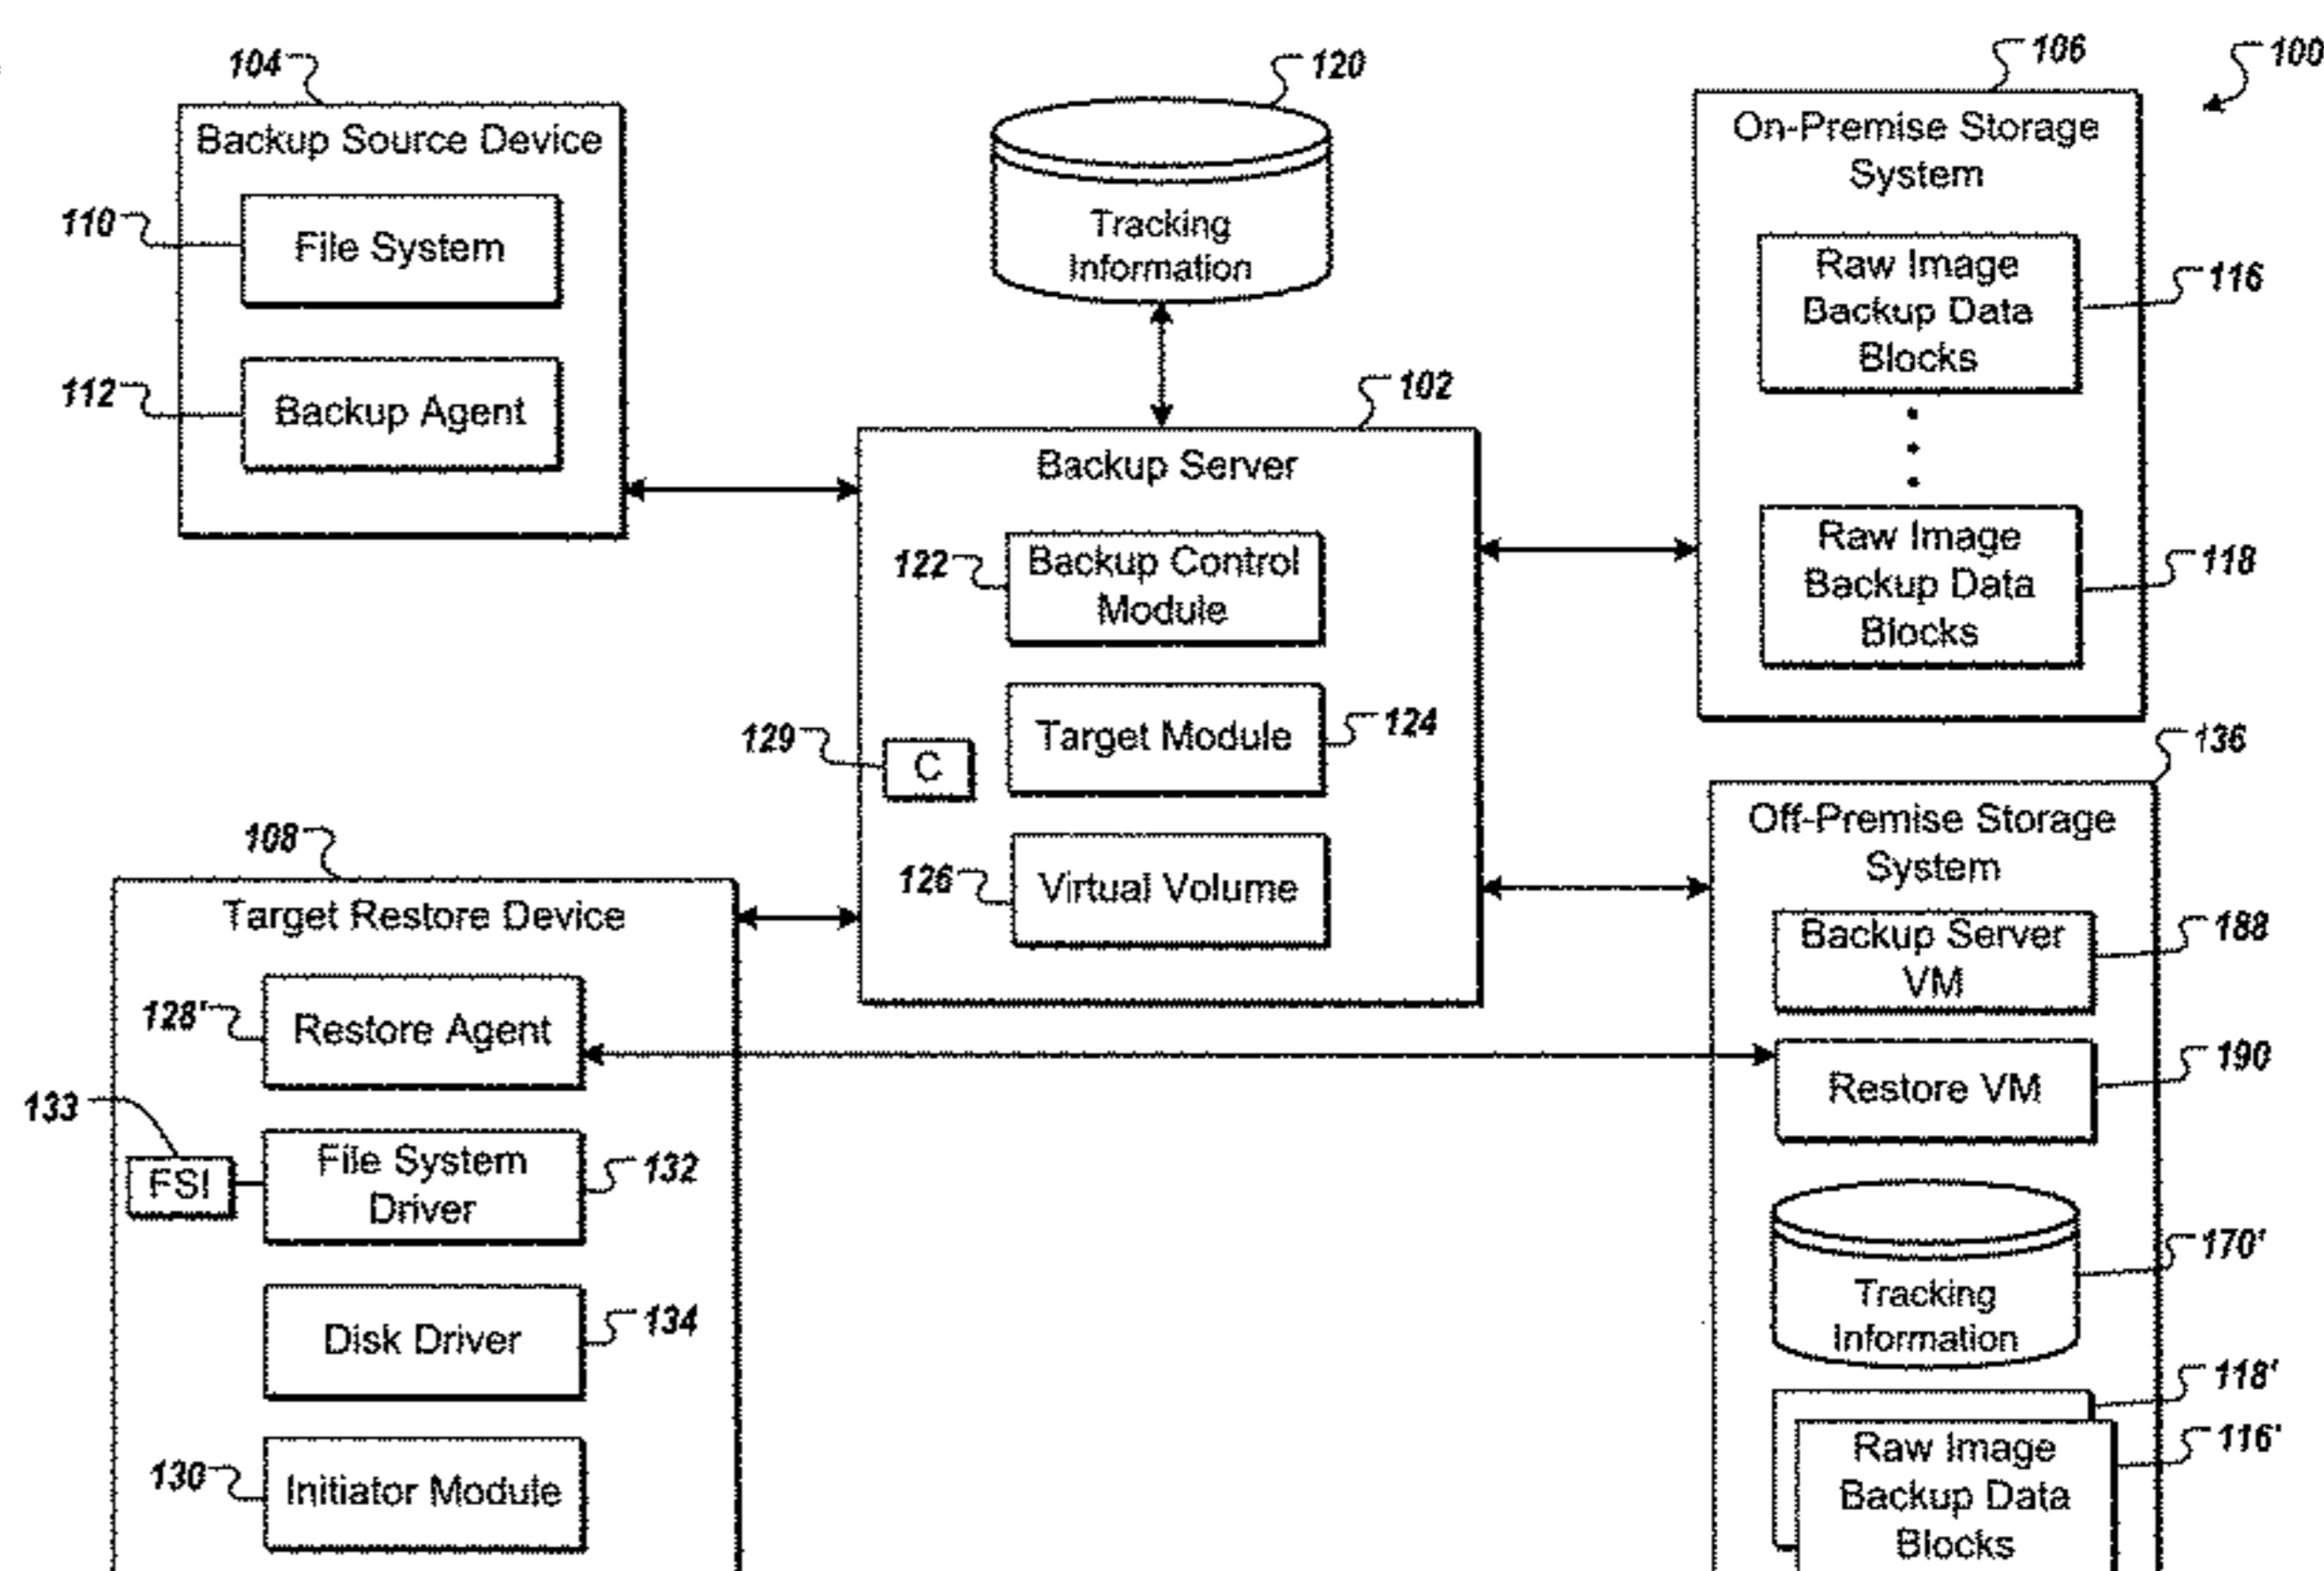 104
Backup Source Device
110
File System
112
Backup Agent
120
Tracking
Information
106
100
On-Premise Storage
System
Raw Image
Backup Data
Blocks
116
Raw Image
Backup Data
Blocks
118
102
Backup Server
122
Backup Control
Module
Target Module
124
129
C
126
Virtual Volume
108
Target Restore Device
128'
Restore Agent
133
FSI
File System
Driver
132
Disk Driver
134
130
Initiator Module
136
Off-Premise Storage
System
Backup Server
VM
188
Restore VM
190
Tracking
Information
170'
118'
Raw Image
Backup Data
Blocks
116'